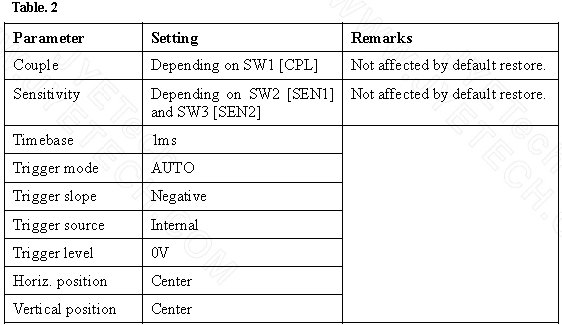 Table. 2
Parameter Setting Remarks
Couple Depending on SW1 [CPL] Not affected by default restore.
Sensitivity Depending on SW2 [SEN1] Not affected by default restore.
and SW3 [SEN2]
Timebase 1ms
Trigger mode AUTO
Trigger slope Negative
Trigger source Internal
Trigger level 0V
Horiz. position Center
Vertical position Center